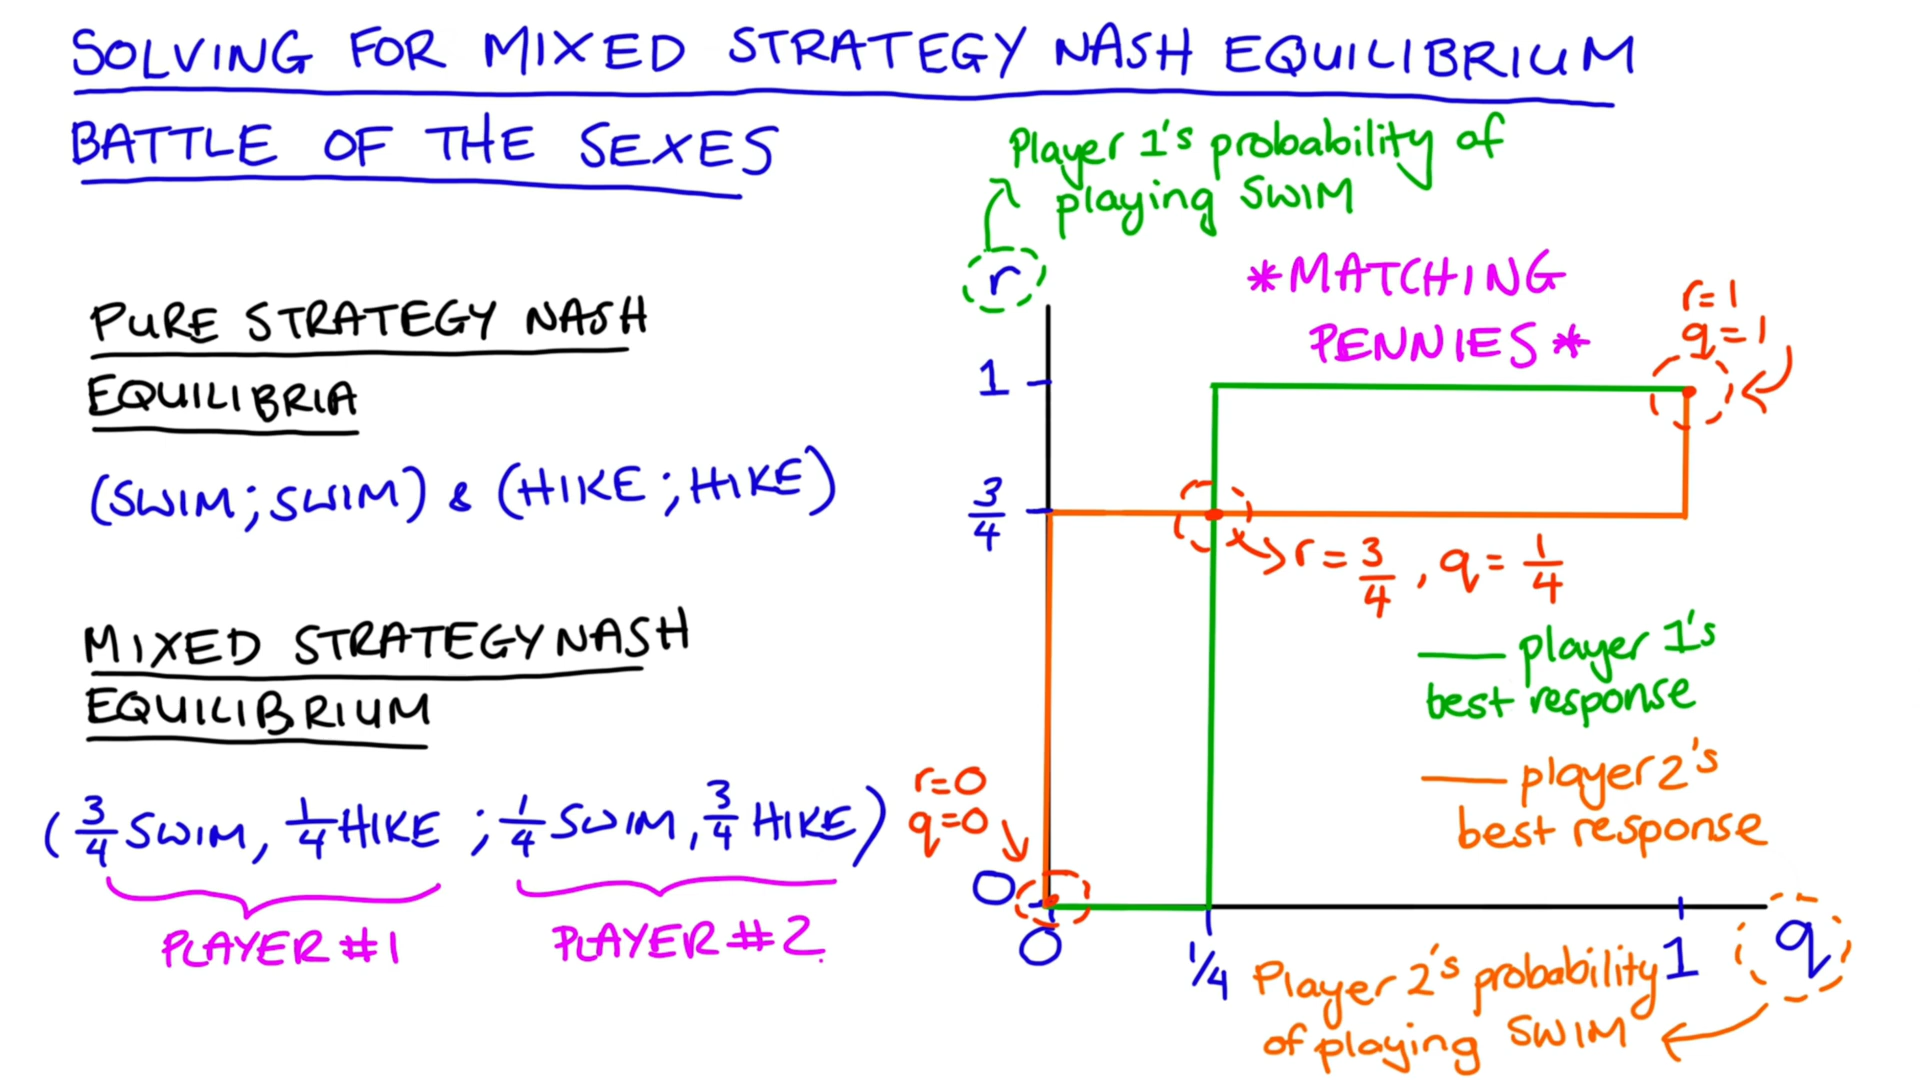 SOLVING FOR MIXED STRATEGY NASH EQUILIBRIUM
BATTLE OF THE SEXES
PURE STRATEGY NASH
EQUILIBRIA
(SWIM; SWIM) & (HIKE; HIKE)
MIXED STRATEGY NASH
EQUILIBRIUM
(3/4 SWIM, 1/4 HIKE ; 1/4 SWIM, 3/4 HIKE)
PLAYER #1
PLAYER #2.
Player 1's probability of
playing SWIM
r
*MATCHING
PENNIES*
r=1
q=1
1
3/4
r = 3/4, q = 1/4
player 1's
best response
player 2's
best response
r=0
q=0
0
0
1/4
1
q
Player 2's probability
of playing SWIM